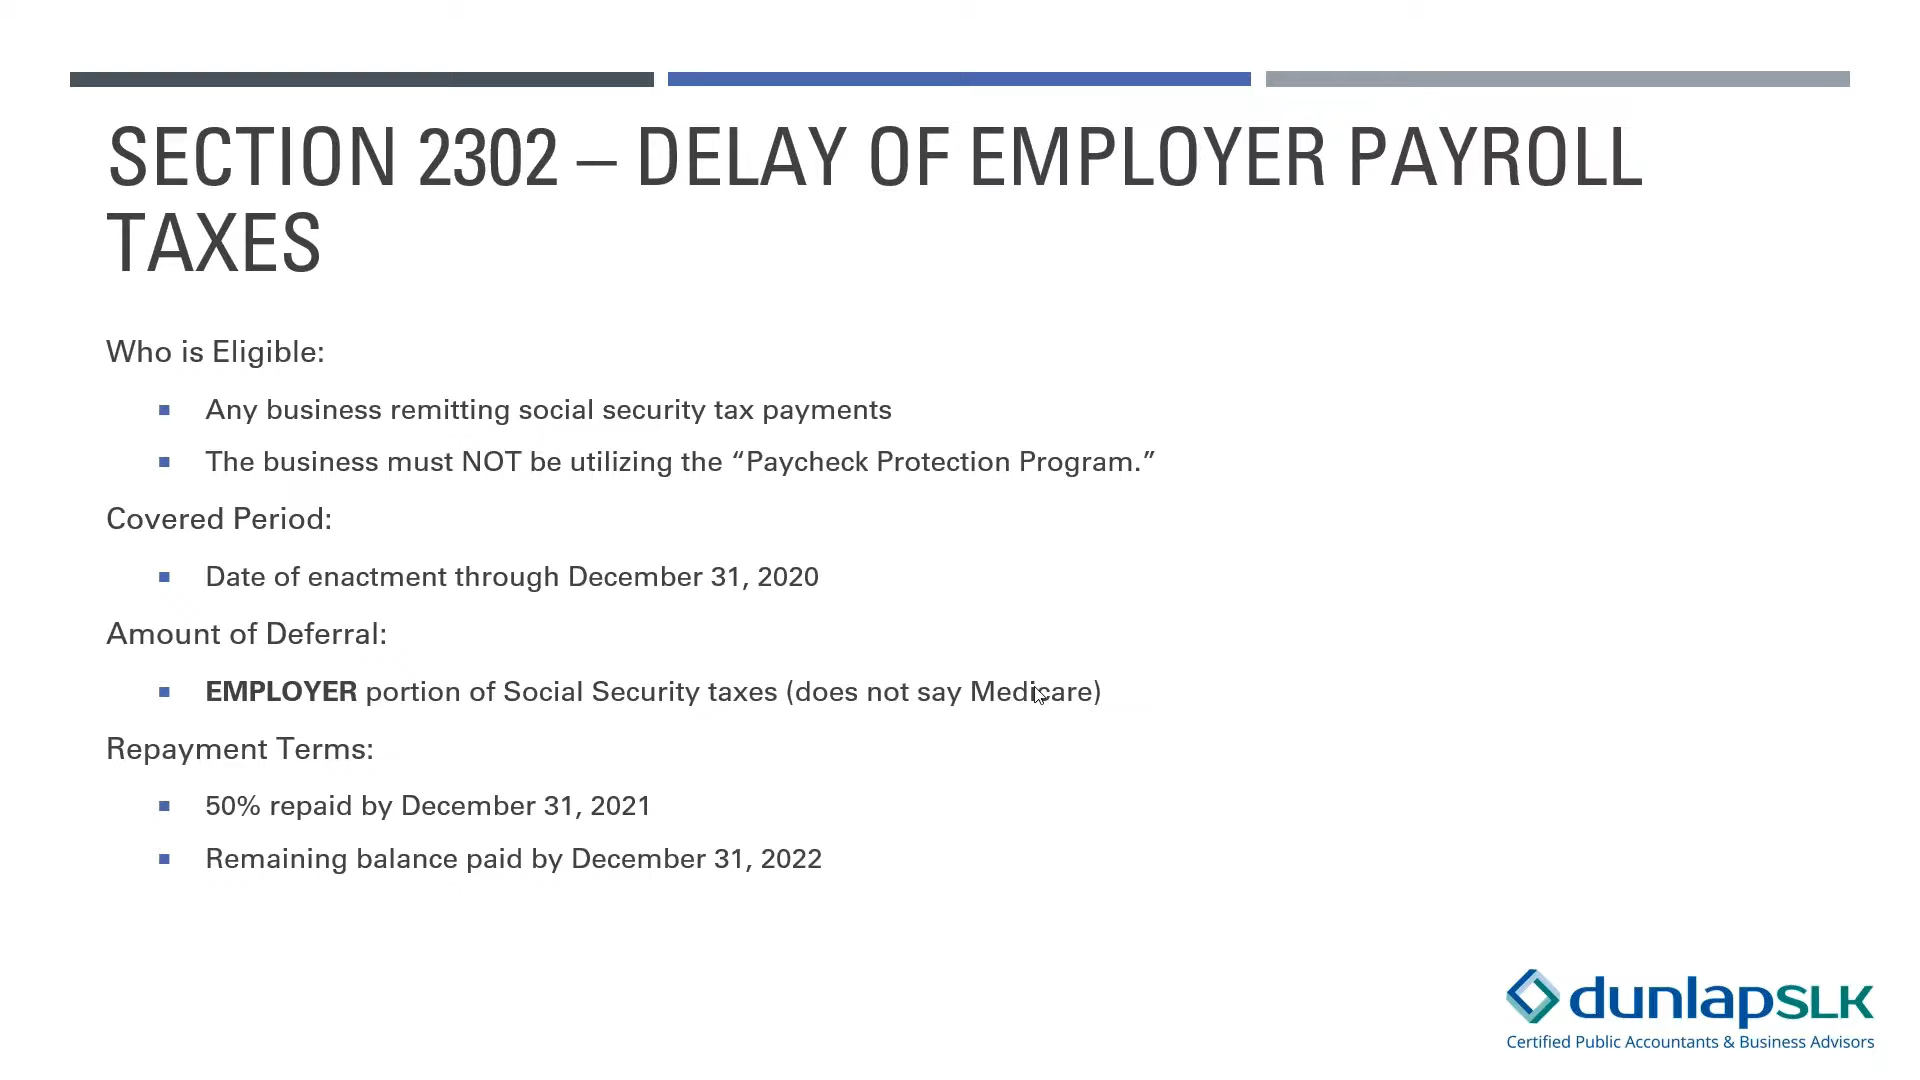 SECTION 2302 – DELAY OF EMPLOYER PAYROLL
TAXES
Who is Eligible:
Any business remitting social security tax payments
The business must NOT be utilizing the “Paycheck Protection Program.”
Covered Period:
Date of enactment through December 31, 2020
Amount of Deferral:
EMPLOYER portion of Social Security taxes (does not say Medicare)
Repayment Terms:
50% repaid by December 31, 2021
Remaining balance paid by December 31, 2022
dunlapSLK
Certified Public Accountants & Business Advisors